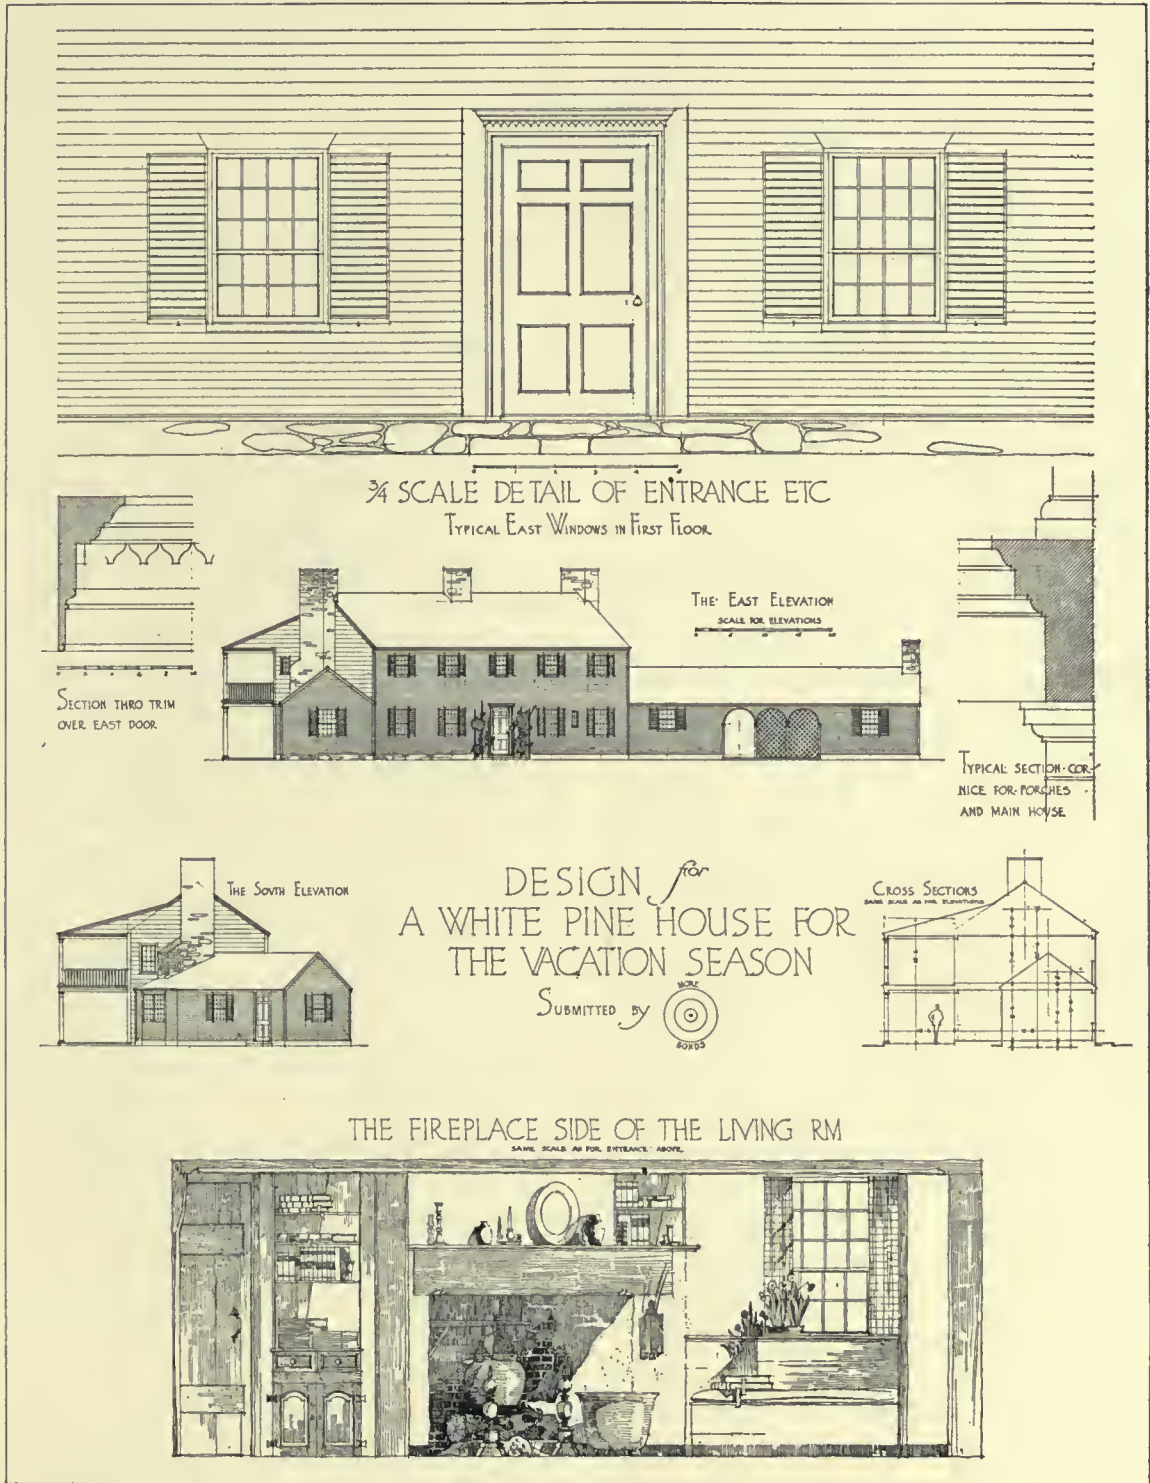 ¾ SCALE DETAIL OF ENTRANCE ETC
TYPICAL EAST WINDOWS IN FIRST FLOOR
SECTION THRO TRIM
OVER EAST DOOR
THE EAST ELEVATION
SCALE FOR ELEVATIONS
TYPICAL SECTION·COR-
NICE FOR·PORCHES
AND MAIN HOUSE
THE SOUTH ELEVATION
DESIGN for
A WHITE PINE HOUSE FOR
THE VACATION SEASON
SUBMITTED BY
MORE
BONDS
CROSS SECTIONS
SAME SCALE AS FOR ELEVATIONS
THE FIREPLACE SIDE OF THE LIVING RM
SAME SCALE AS FOR ENTRANCE ABOVE